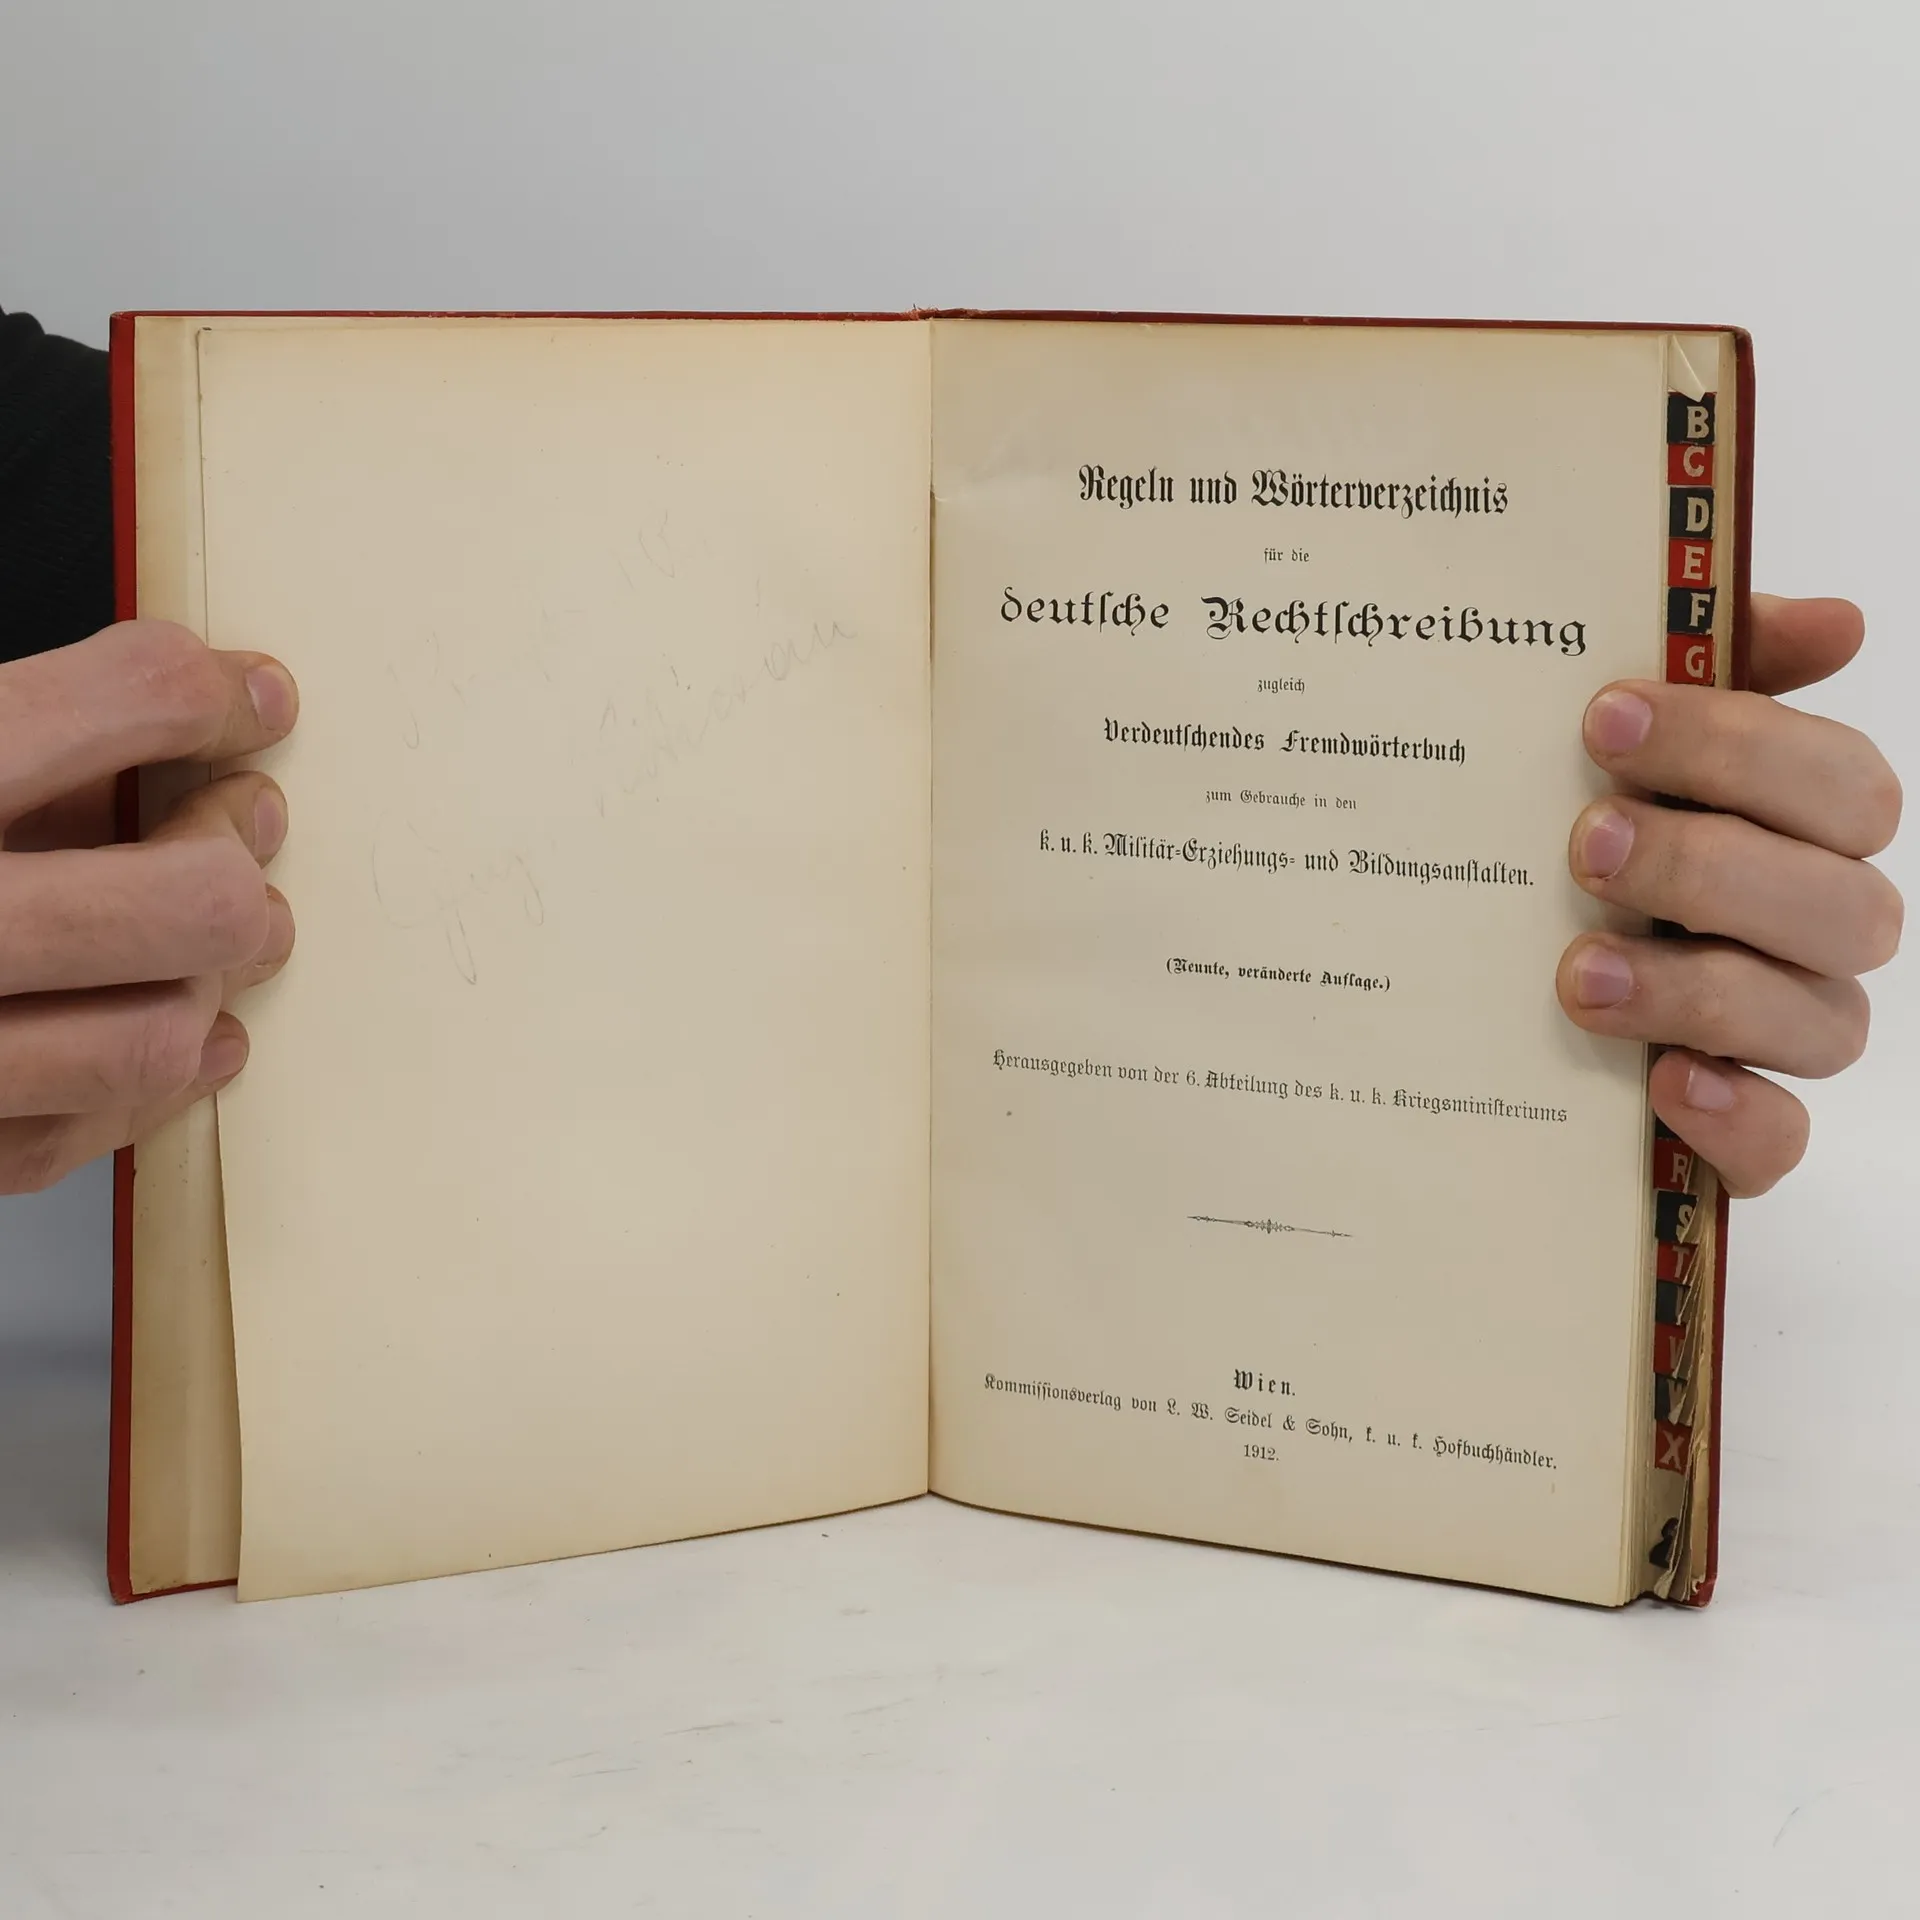 Regeln und Wörterverzeichnis
für die
deutsche Rechtschreibung
zugleich
Verdeutschendes Fremdwörterbuch
zum Gebrauche in den
k. u. k. Militär-Erziehungs- und Bildungsanstalten.
(Neunte, veränderte Auflage.)
Herausgegeben von der 6. Abteilung des k. u. k. Kriegsministeriums
Wien.
Kommissionsverlag von L. W. Seidel & Sohn, k. u. k. Hofbuchhändler.
1912.
B
C
D
E
F
G
R
S
T
V
W
X